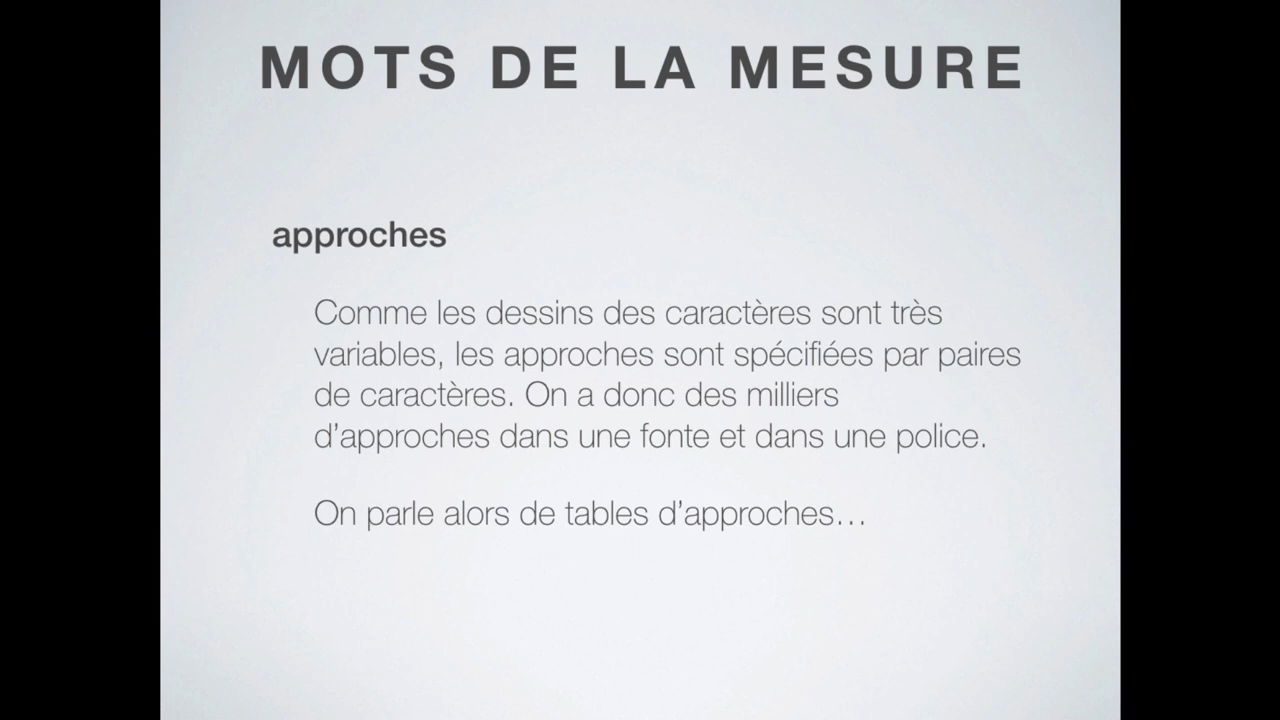 MOTS DE LA MESURE
approches
Comme les dessins des caractères sont très
variables, les approches sont spécifiées par paires
de caractères. On a donc des milliers
d’approches dans une fonte et dans une police.
On parle alors de tables d’approches…